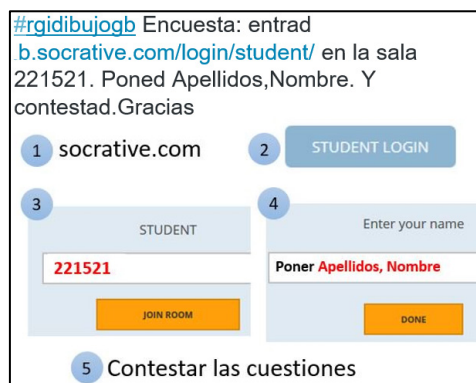 #rgidibujogb Encuesta: entrad
b.socrative.com/login/student/ en la sala
221521. Poned Apellidos,Nombre. Y
contestad.Gracias
1 socrative.com
2 STUDENT LOGIN
3
STUDENT
221521
JOIN ROOM
4
Enter your name
Poner Apellidos, Nombre
DONE
5 Contestar las cuestiones